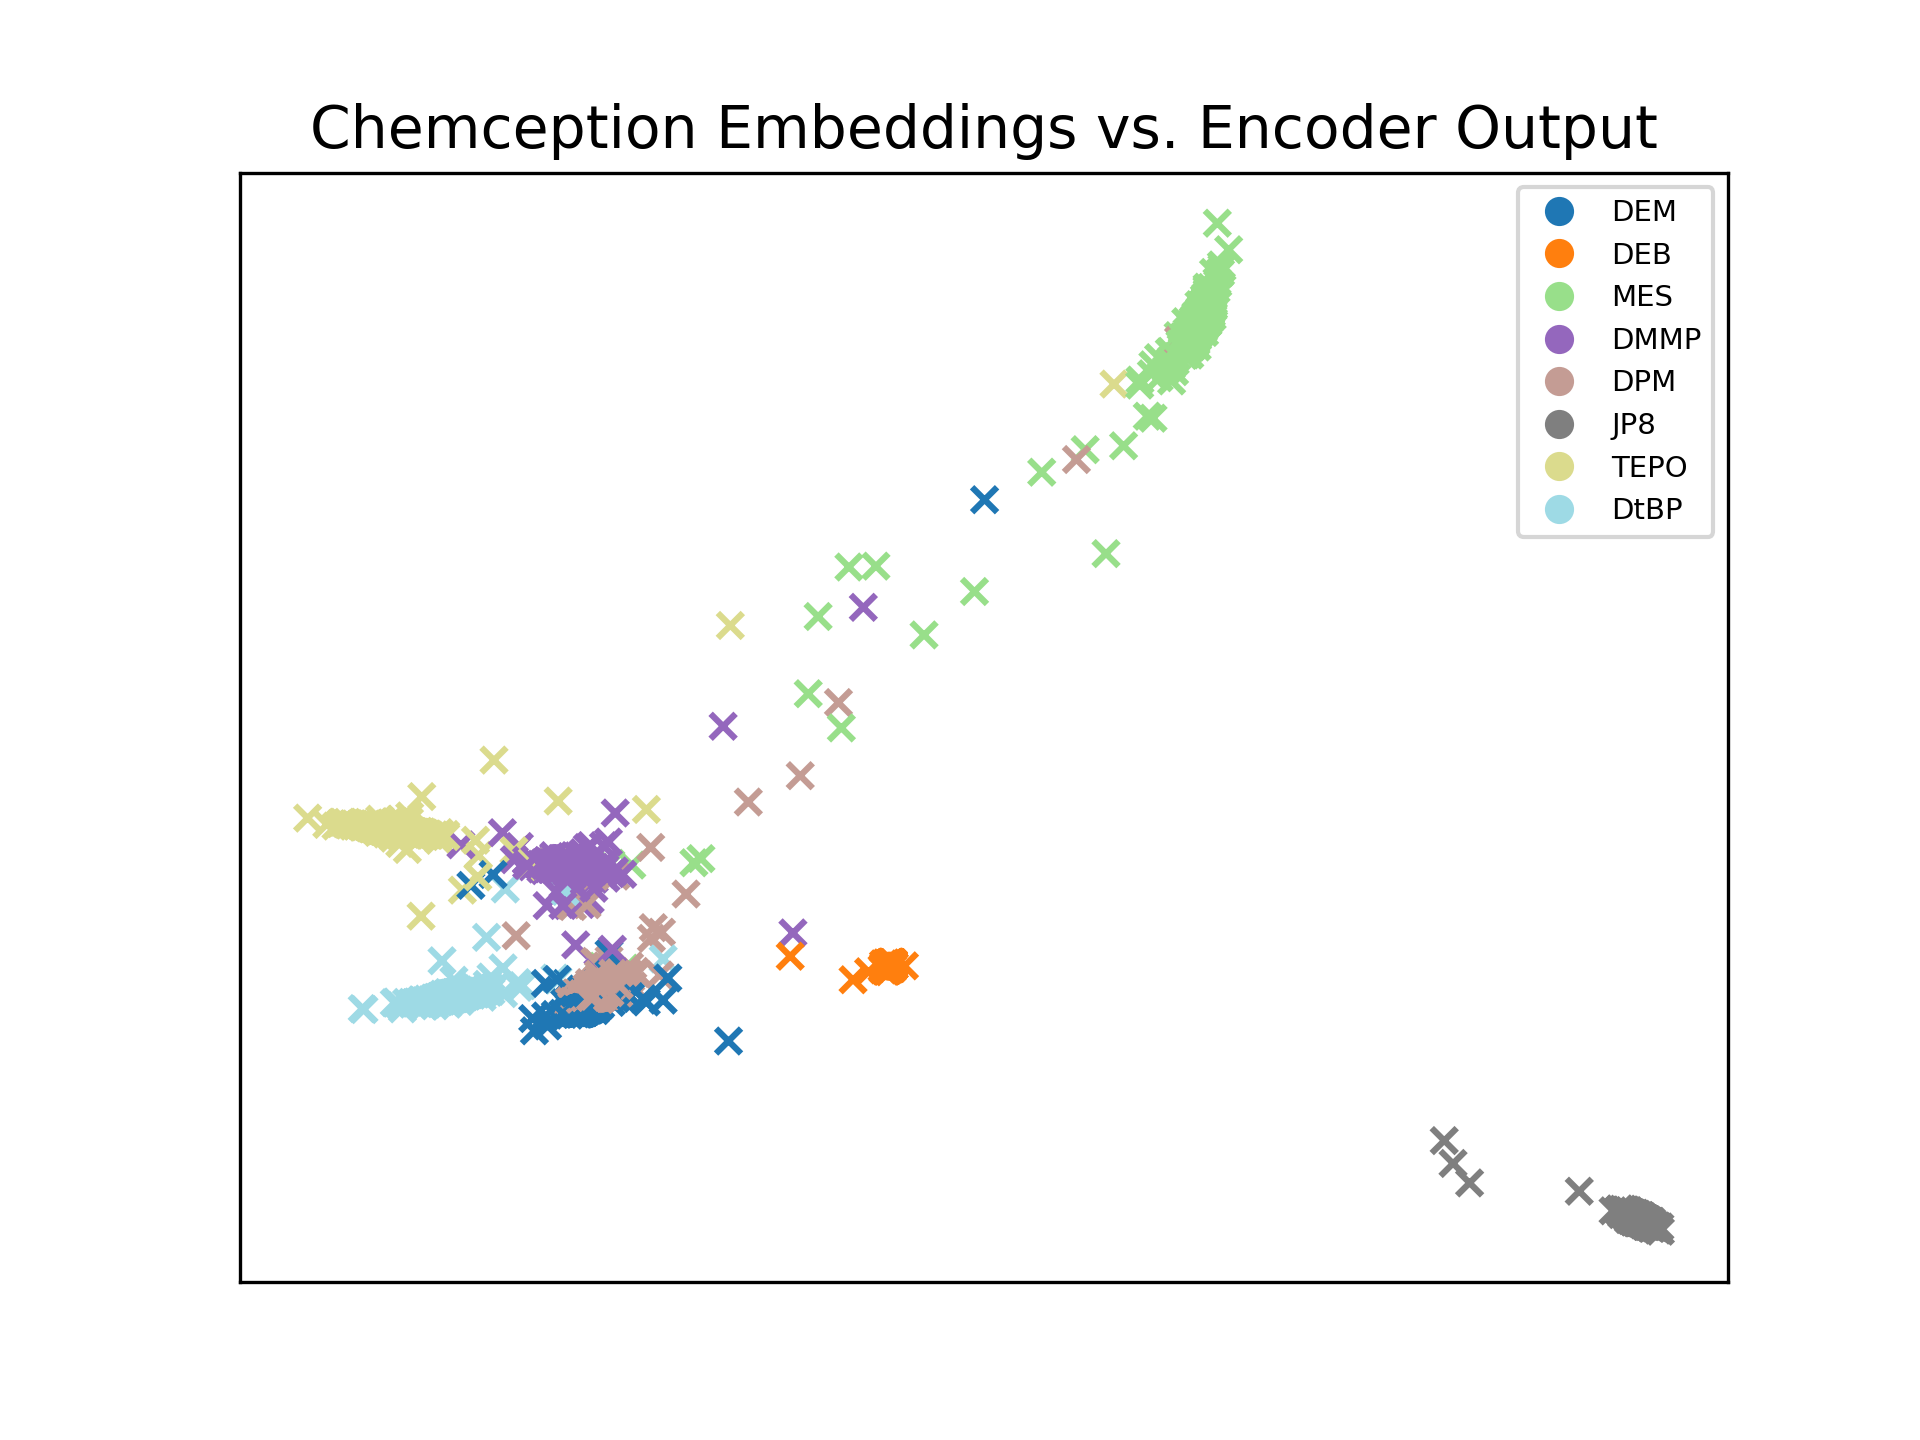 Chemception Embeddings vs. Encoder Output
DEM
DEB
MES
DMMP
DPM
JP8
TEPO
DtBP